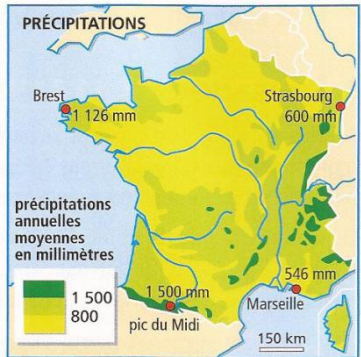 PRÉCIPITATIONS
Brest
1 126 mm
Strasbourg
600 mm
précipitations
annuelles
moyennes
en millimètres
1 500
800
1 500 mm
pic du Midi
546 mm
Marseille
150 km